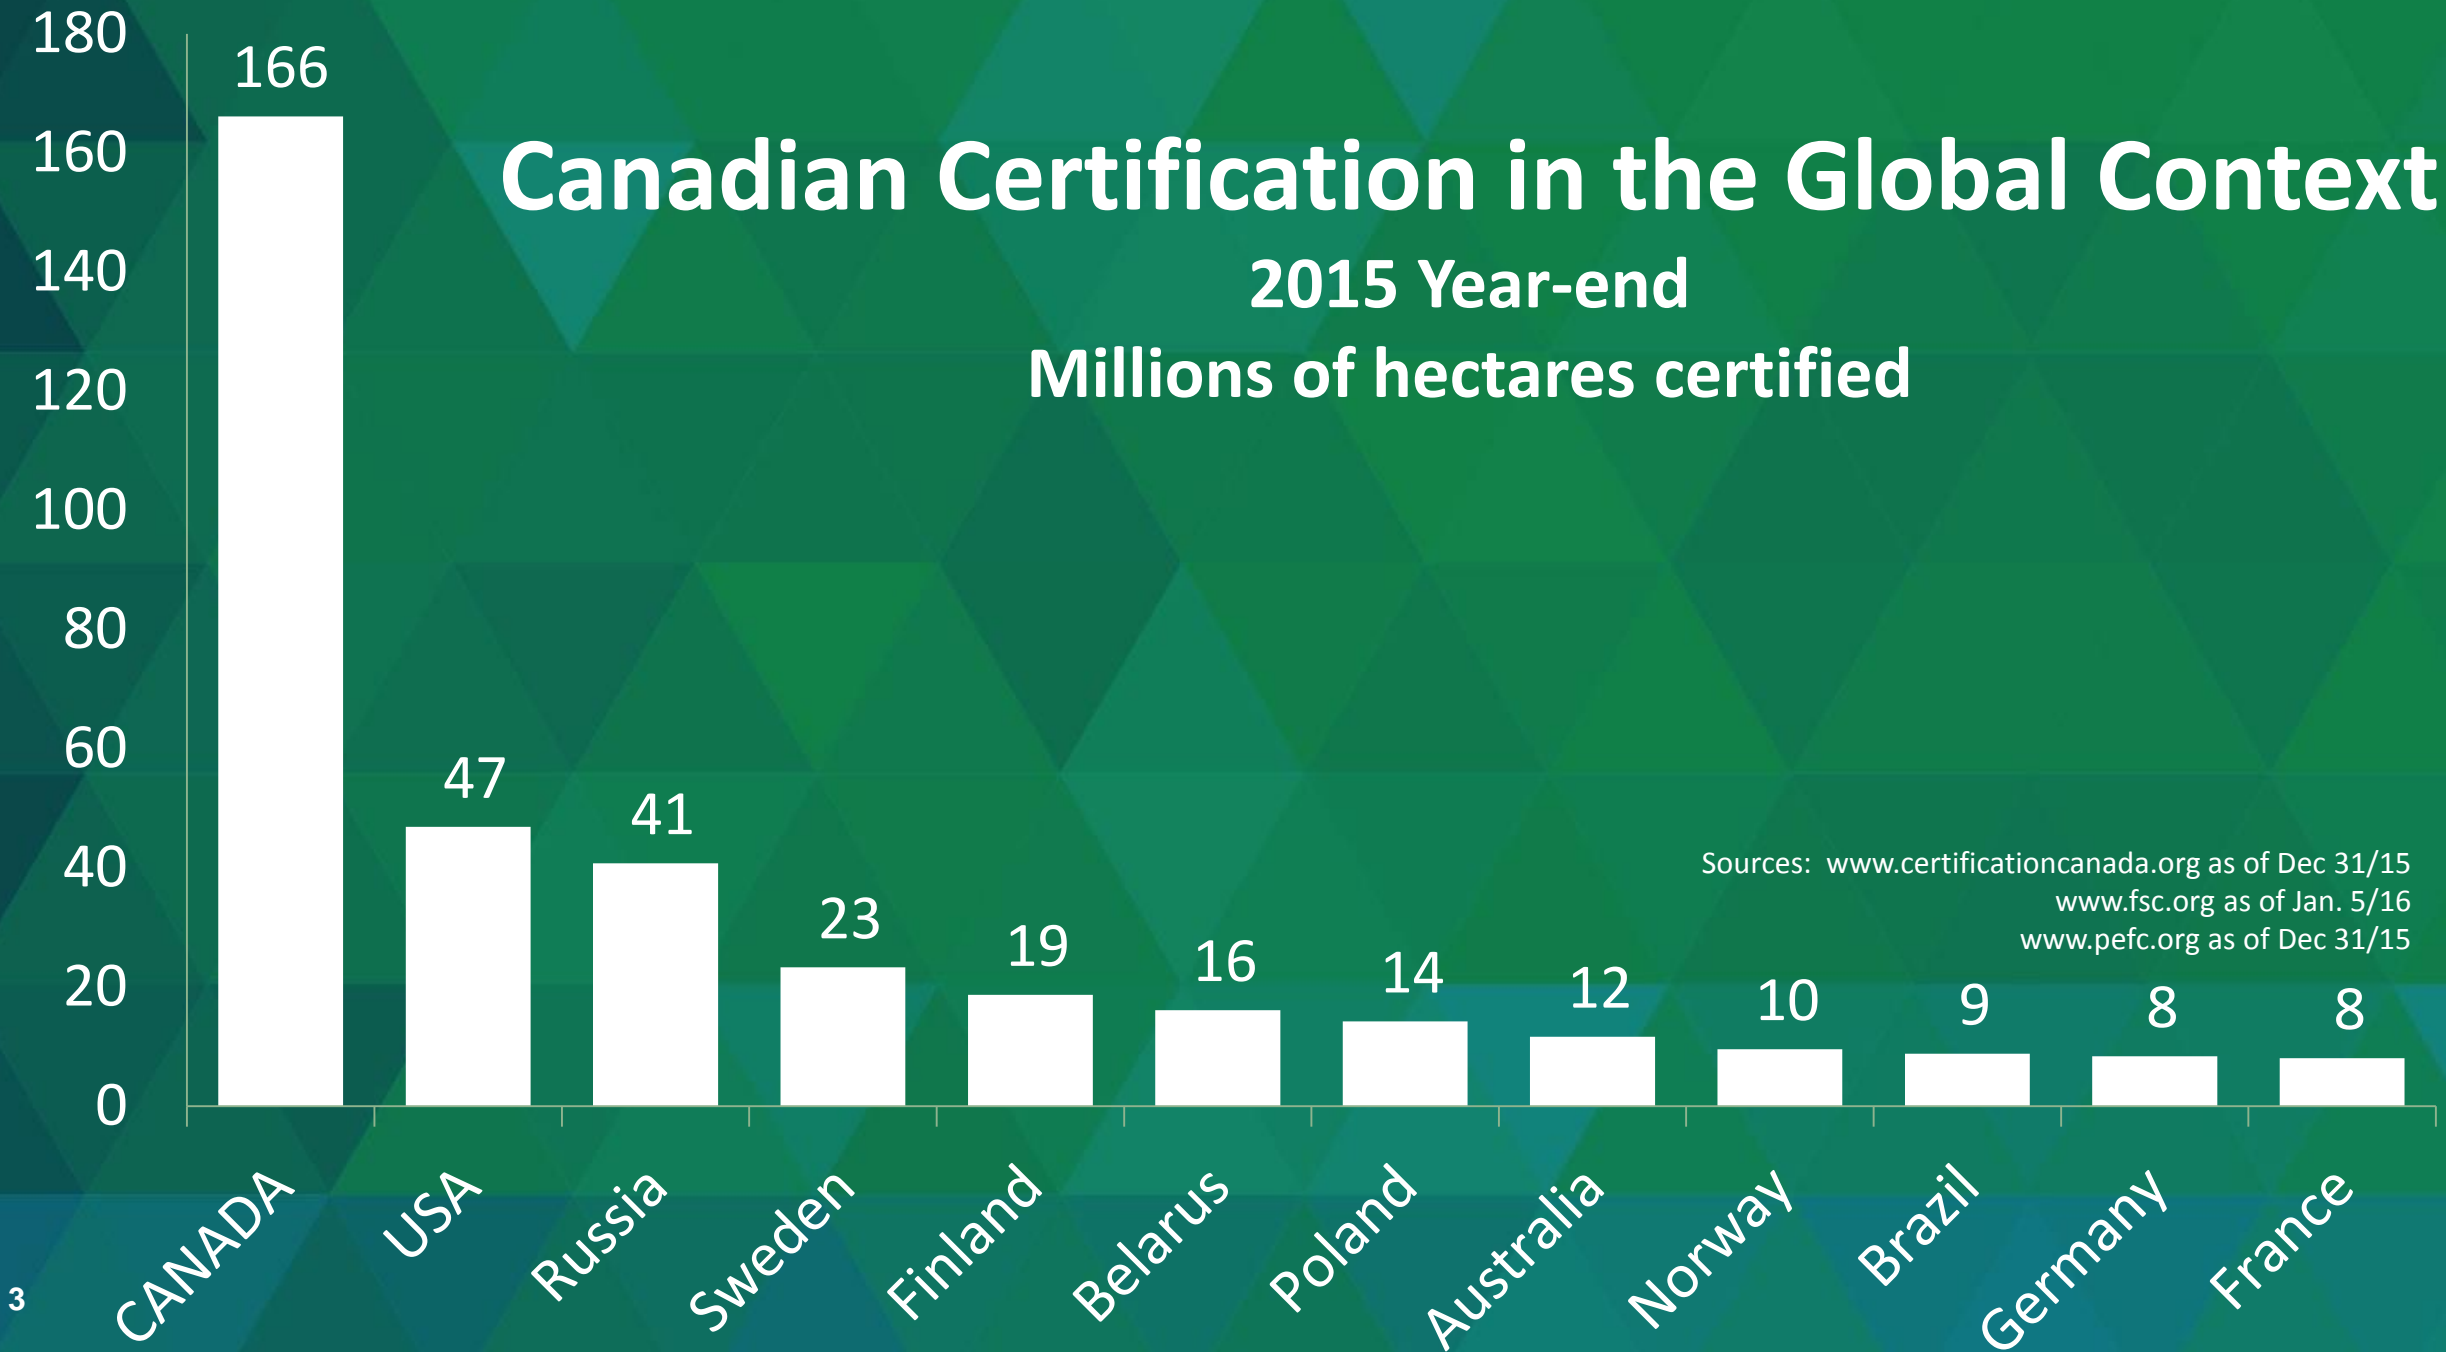 Canadian Certification in the Global Context
2015 Year-end
Millions of hectares certified
180
160
140
120
100
80
60
40
20
0
166
47
41
23
19
16
14
12
10
9
8
8
Sources:  www.certificationcanada.org as of Dec 31/15
www.fsc.org as of Jan. 5/16
www.pefc.org as of Dec 31/15
CANADA
USA
Russia
Sweden
Finland
Belarus
Poland
Australia
Norway
Brazil
Germany
France
3